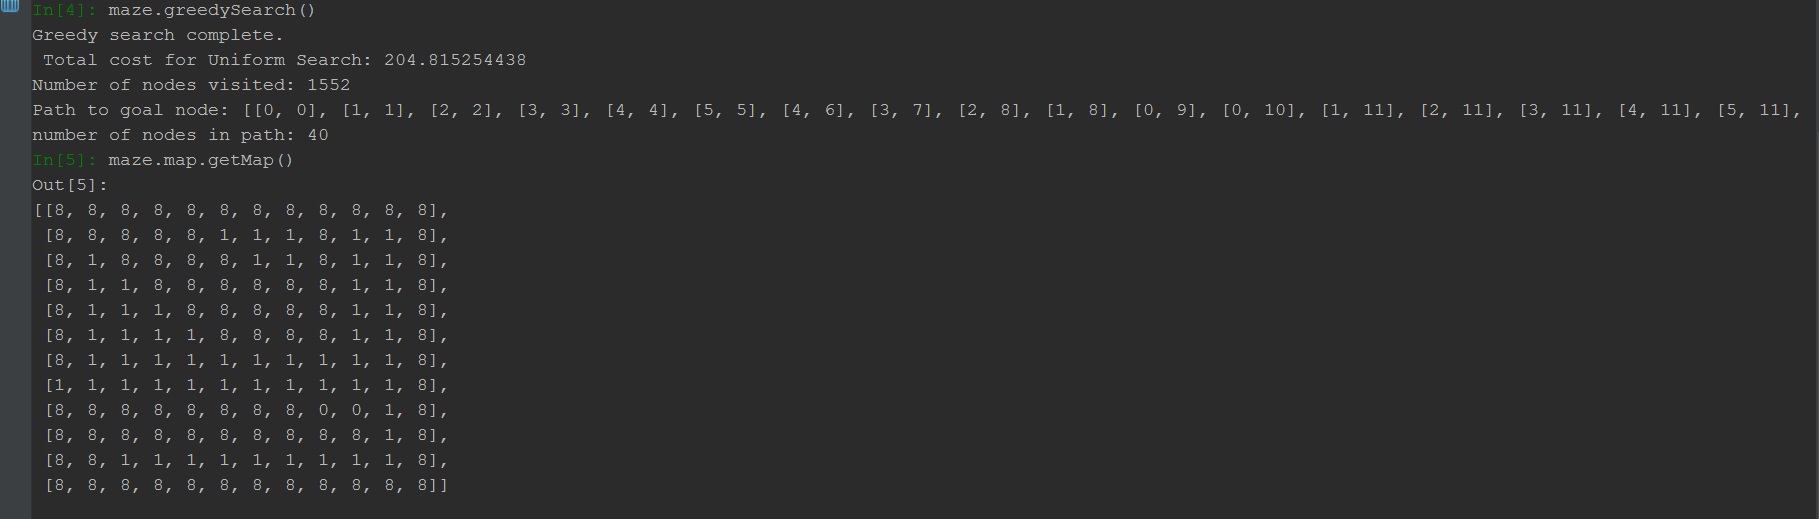 In[4]: maze.greedySearch()
Greedy search complete.
 Total cost for Uniform Search: 204.815254438
Number of nodes visited: 1552
Path to goal node: [[0, 0], [1, 1], [2, 2], [3, 3], [4, 4], [5, 5], [4, 6], [3, 7], [2, 8], [1, 8], [0, 9], [0, 10], [1, 11], [2, 11], [3, 11], [4, 11], [5, 11],
number of nodes in path: 40
In[5]: maze.map.getMap()
Out[5]:
[[8, 8, 8, 8, 8, 8, 8, 8, 8, 8, 8, 8],
 [8, 8, 8, 8, 8, 1, 1, 1, 8, 1, 1, 8],
 [8, 1, 8, 8, 8, 8, 1, 1, 8, 1, 1, 8],
 [8, 1, 1, 8, 8, 8, 8, 8, 8, 1, 1, 8],
 [8, 1, 1, 1, 8, 8, 8, 8, 8, 1, 1, 8],
 [8, 1, 1, 1, 1, 8, 8, 8, 8, 1, 1, 8],
 [8, 1, 1, 1, 1, 1, 1, 1, 1, 1, 1, 8],
 [1, 1, 1, 1, 1, 1, 1, 1, 1, 1, 1, 8],
 [8, 8, 8, 8, 8, 8, 8, 8, 0, 0, 1, 8],
 [8, 8, 8, 8, 8, 8, 8, 8, 8, 8, 1, 8],
 [8, 8, 1, 1, 1, 1, 1, 1, 1, 1, 1, 8],
 [8, 8, 8, 8, 8, 8, 8, 8, 8, 8, 8, 8]]